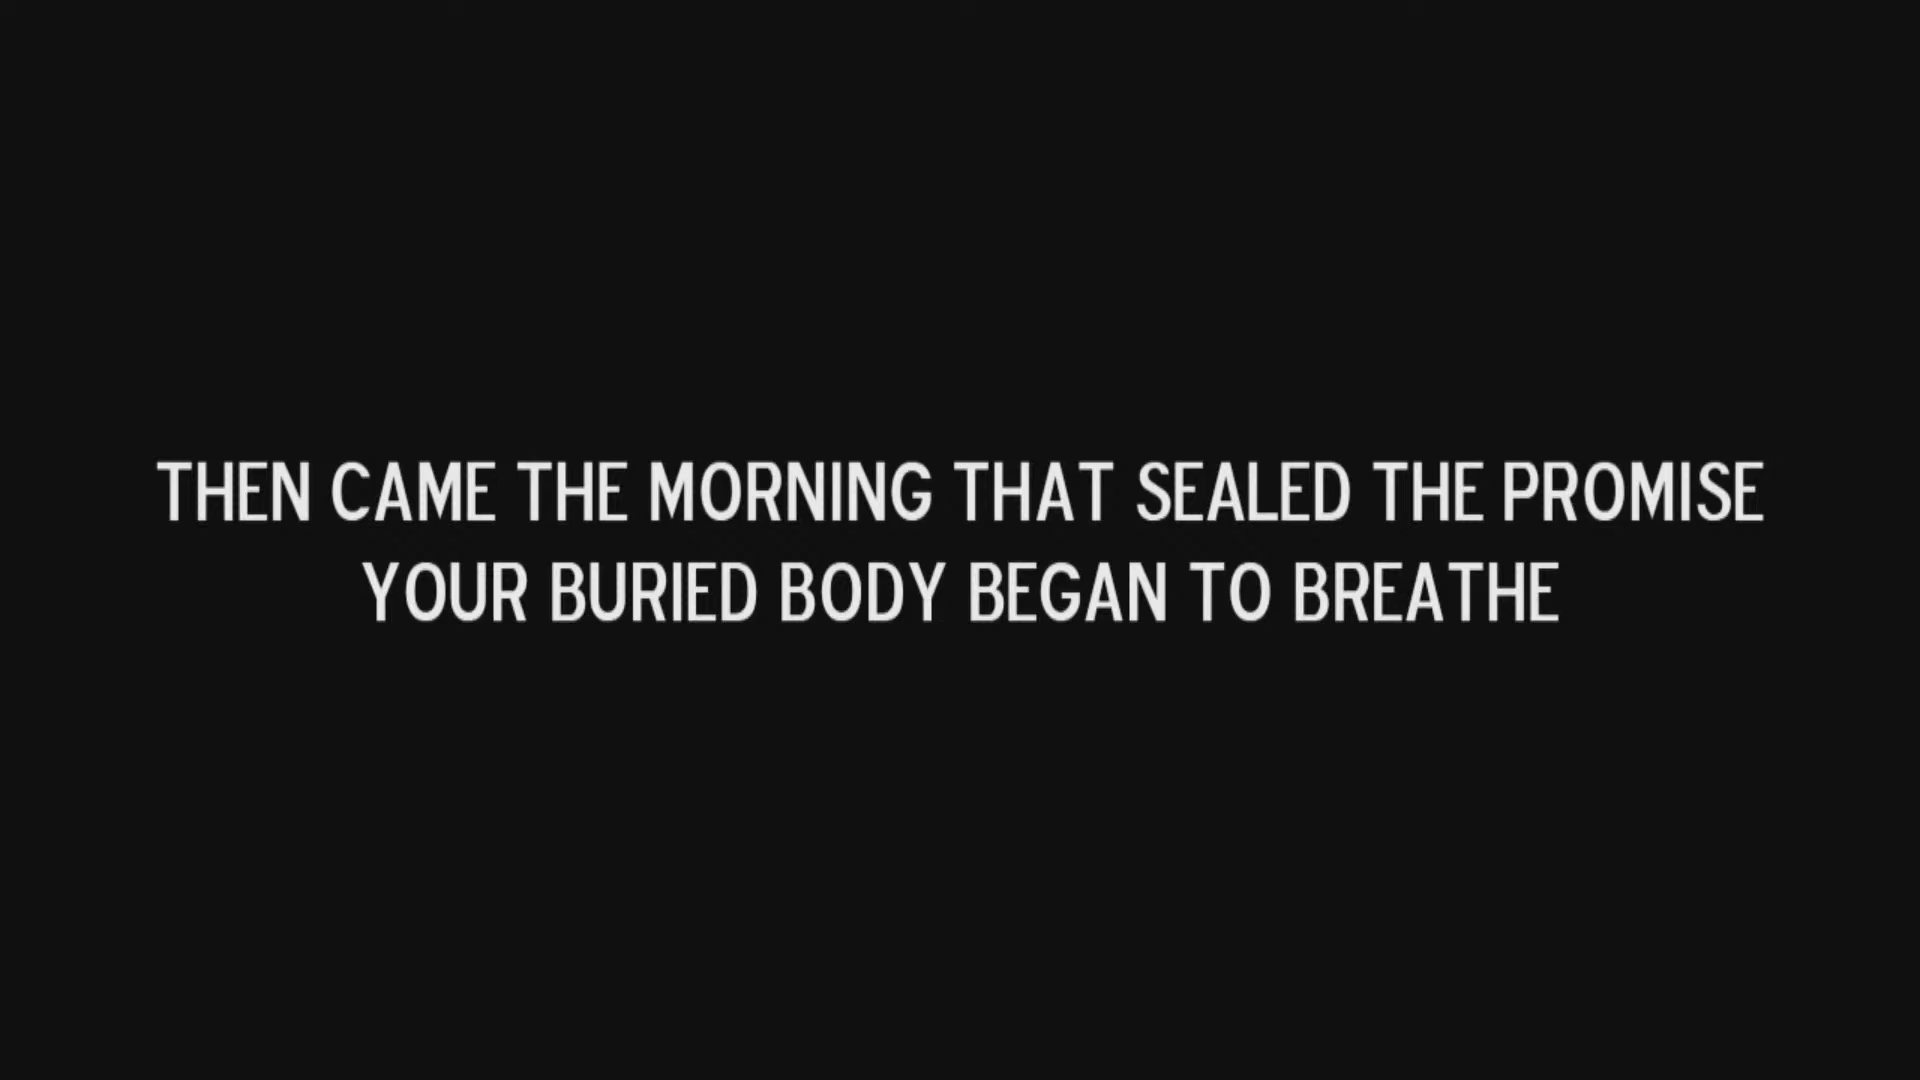 THEN CAME THE MORNING THAT SEALED THE PROMISE
YOUR BURIED BODY BEGAN TO BREATHE